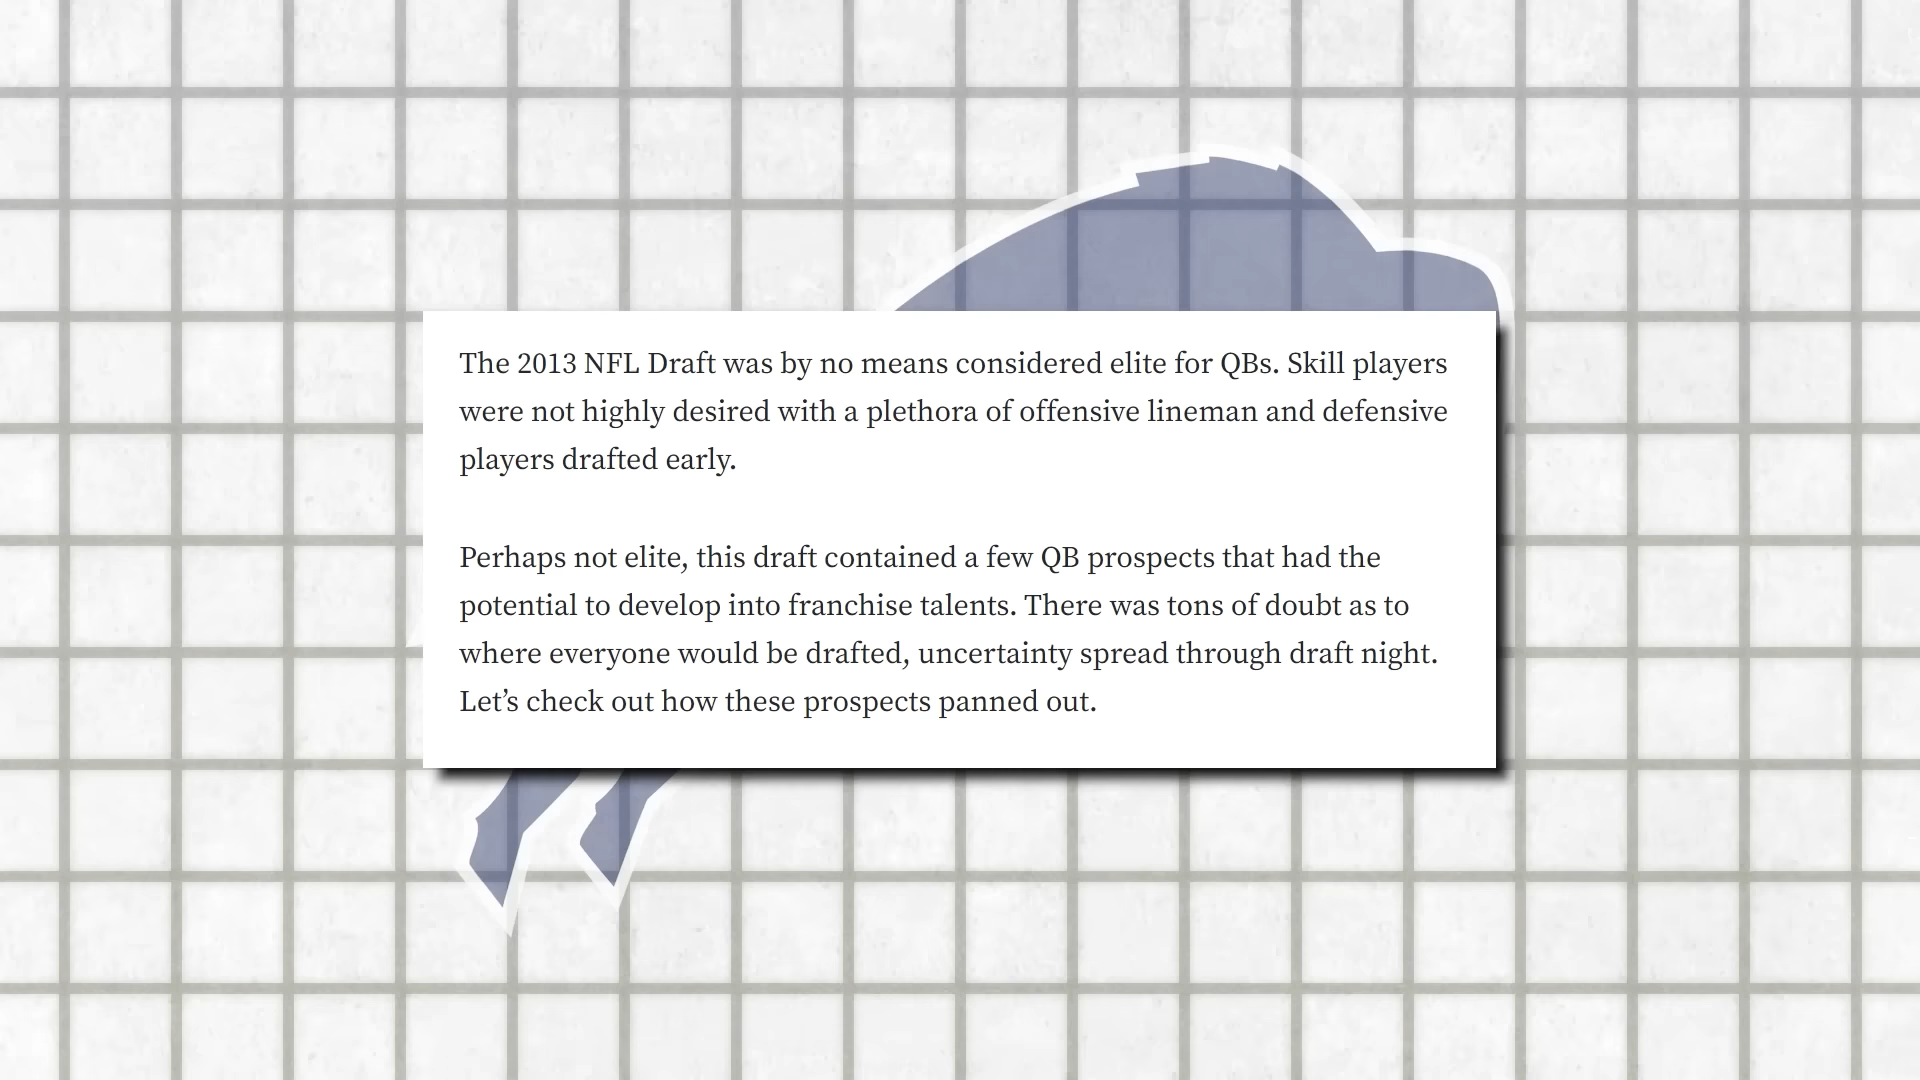 The 2013 NFL Draft was by no means considered elite for QBs. Skill players
were not highly desired with a plethora of offensive lineman and defensive
players drafted early.
Perhaps not elite, this draft contained a few QB prospects that had the
potential to develop into franchise talents. There was tons of doubt as to
where everyone would be drafted, uncertainty spread through draft night.
Let’s check out how these prospects panned out.